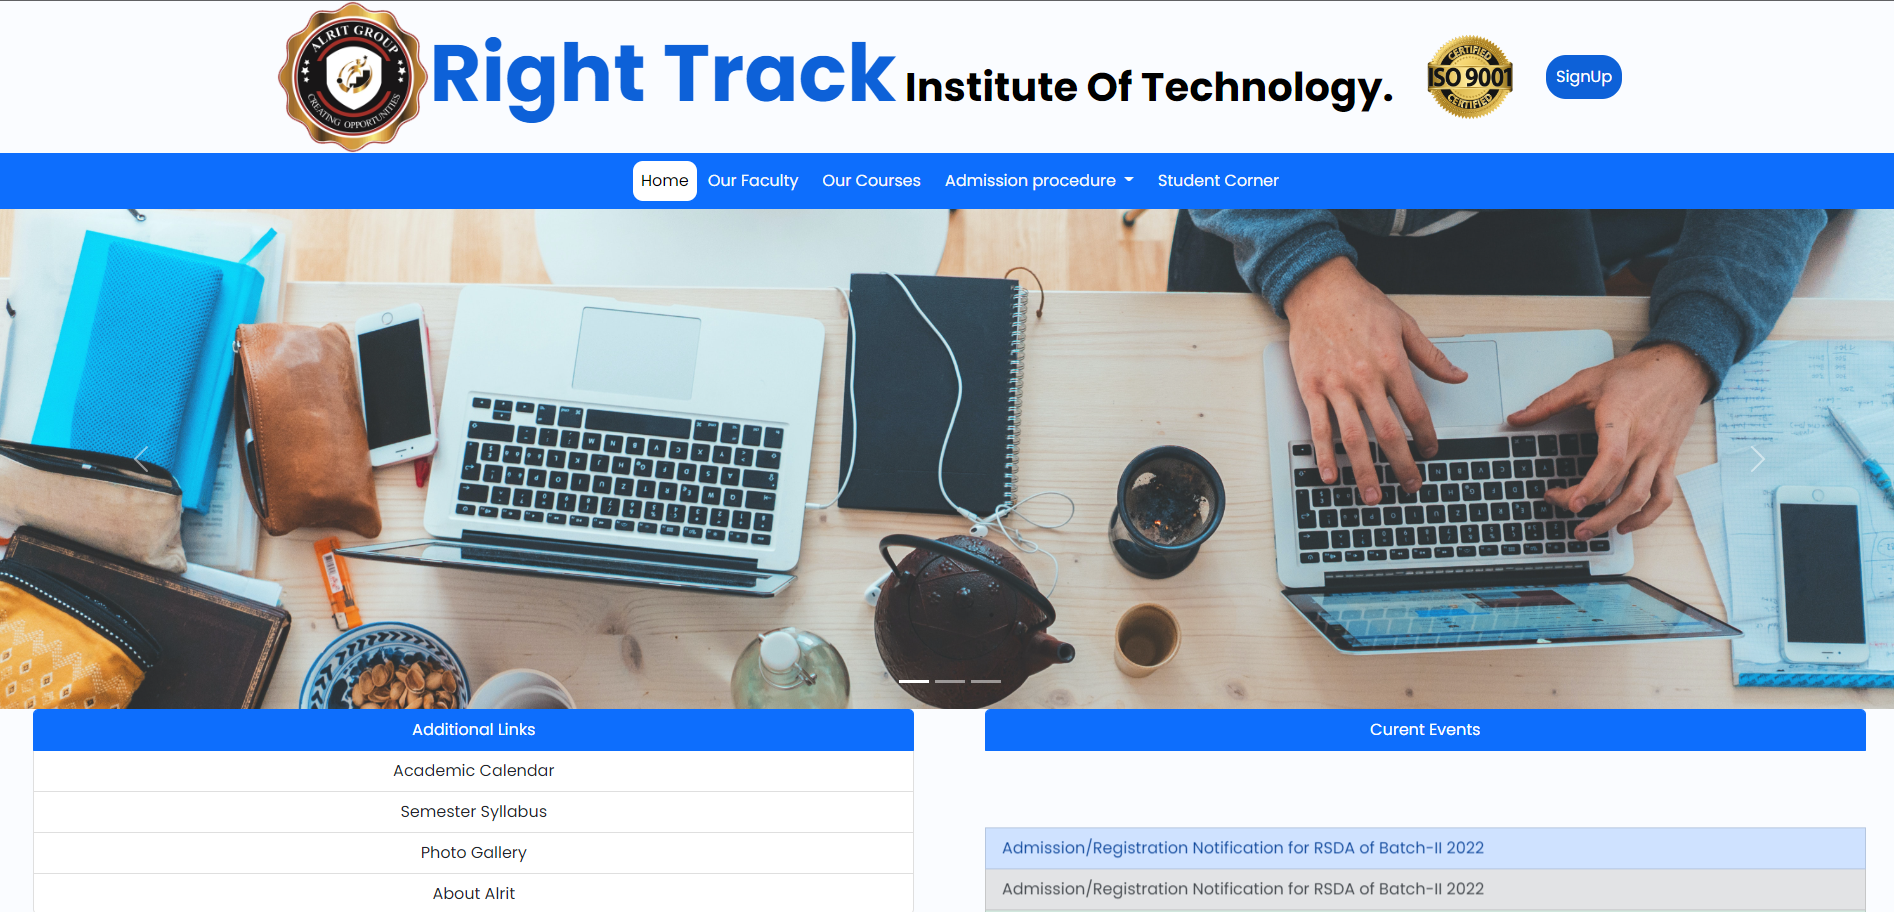 ALRIT GROUP
CREATING OPPORTUNITIES
Right Track Institute Of Technology.
CERTIFIED
ISO 9001
CERTIFIED
SignUp
Home
Our Faculty
Our Courses
Admission procedure
Student Corner
Additional Links
Academic Calendar
Semester Syllabus
Photo Gallery
About Alrit
Curent Events
Admission/Registration Notification for RSDA of Batch-II 2022
Admission/Registration Notification for RSDA of Batch-II 2022